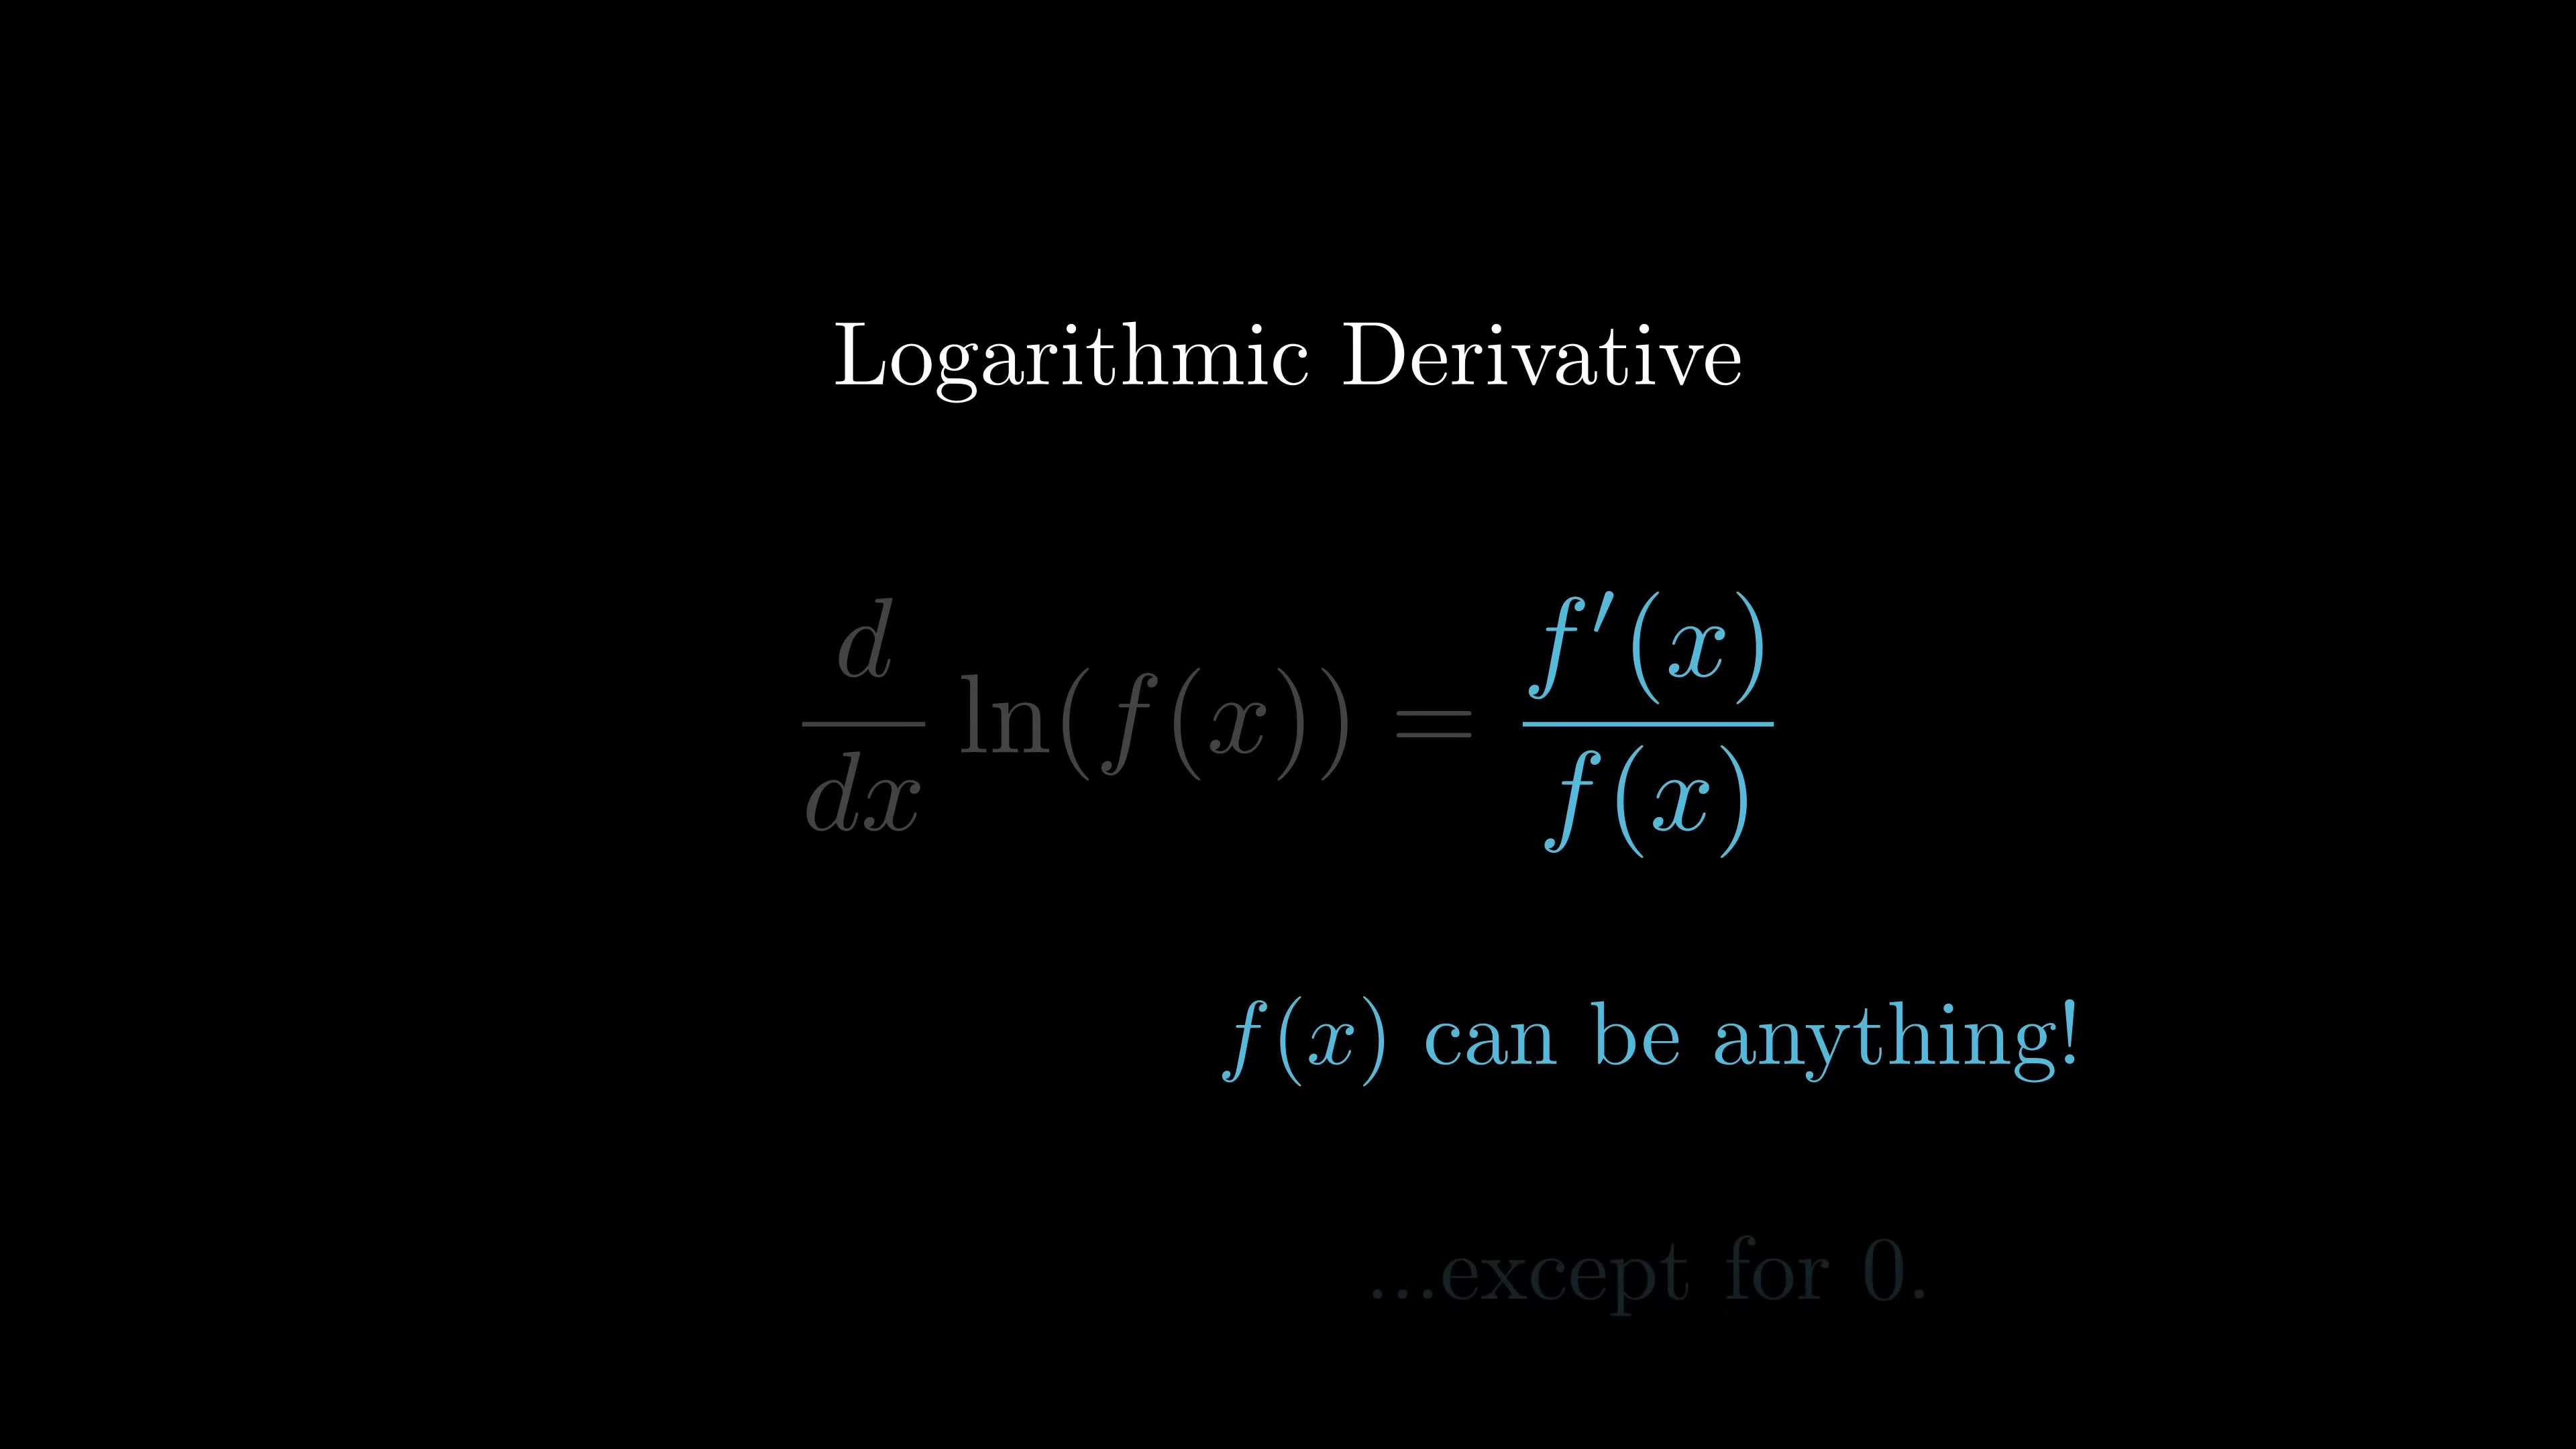 Logarithmic Derivative
d/dx ln(f(x)) = f′(x)/f(x)
f(x) can be anything!
...except for 0.